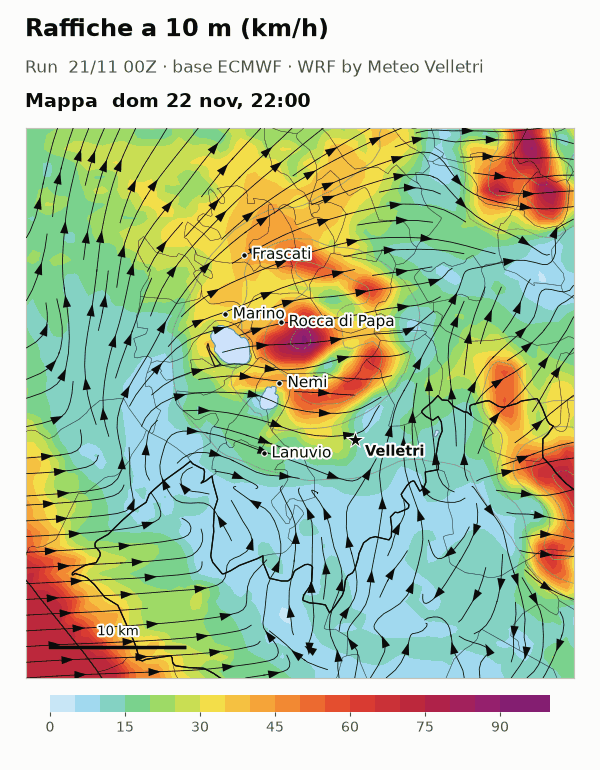 Raffiche a 10 m (km/h)
Run  21/11 00Z · base ECMWF · WRF by Meteo Velletri
Mappa  dom 22 nov, 22:00
Frascati
Marino
Rocca di Papa
Nemi
Velletri
Lanuvio
10 km
0 15 30 45 60 75 90